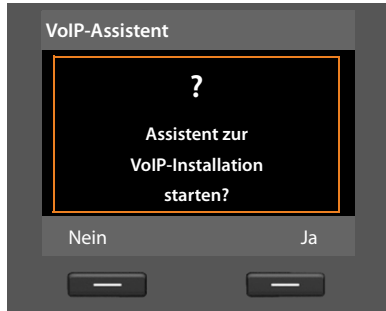 VoIP-Assistent
?
Assistent zur
VoIP-Installation
starten?
Nein Ja